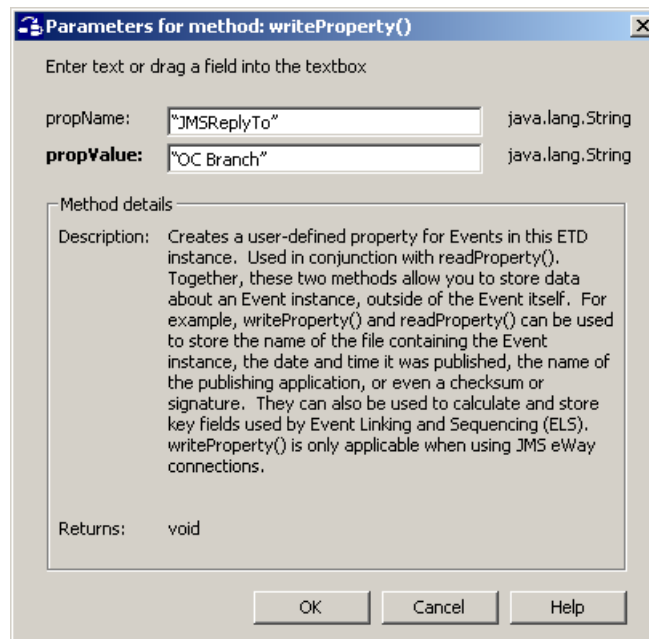 Parameters for method: writeProperty()
Enter text or drag a field into the textbox
propName: "JMSReplyTo" java.lang.String
propValue: "OC Branch" java.lang.String
Method details
Description: Creates a user-defined property for Events in this ETD
instance. Used in conjunction with readProperty().
Together, these two methods allow you to store data
about an Event instance, outside of the Event itself. For
example, writeProperty() and readProperty() can be used
to store the name of the file containing the Event
instance, the date and time it was published, the name of
the publishing application, or even a checksum or
signature. They can also be used to calculate and store
key fields used by Event Linking and Sequencing (ELS).
writeProperty() is only applicable when using JMS eWay
connections.
Returns: void
OK Cancel Help